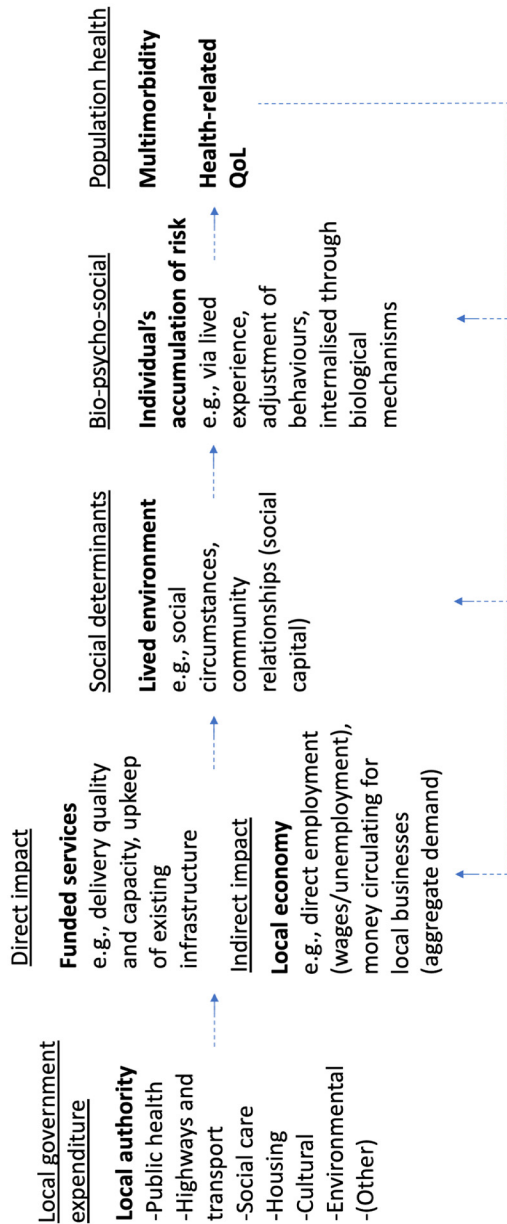 Local government
expenditure
Local authority
-Public health
-Highways and
transport
-Social care
-Housing
-Cultural
-Environmental
-(Other)
Direct impact
Funded services
e.g., delivery quality
and capacity, upkeep
of existing
infrastructure
Indirect impact
Local economy
e.g., direct employment
(wages/unemployment),
money circulating for
local businesses
(aggregate demand)
Social determinants
Lived environment
e.g., social
circumstances,
community
relationships (social
capital)
Bio-psycho-social
Individual's
accumulation of risk
e.g., via lived
experience,
adjustment of
behaviours,
internalised through
biological
mechanisms
Population health
Multimorbidity
Health-related
QoL